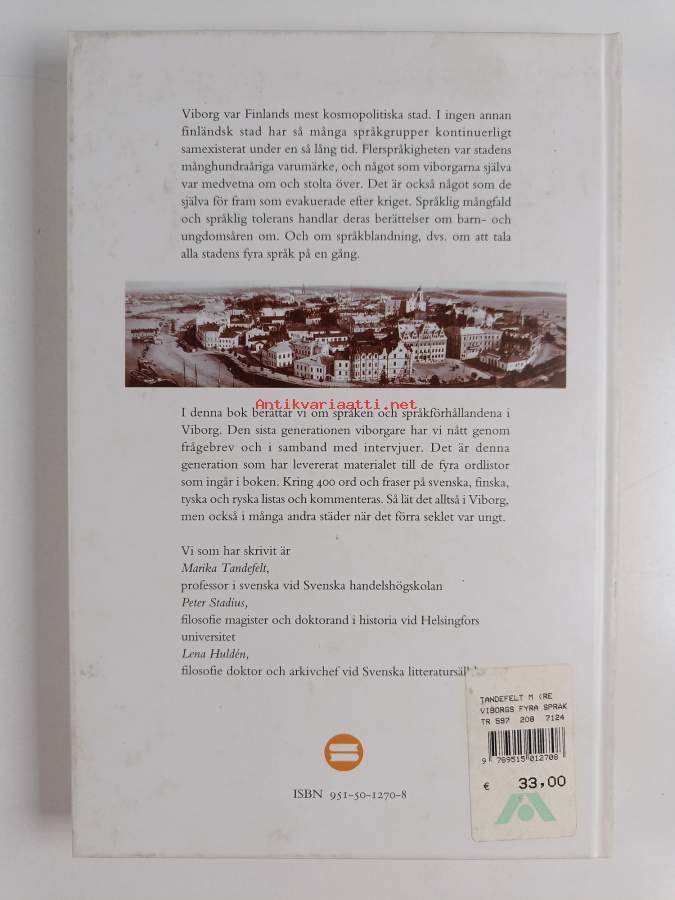 Viborg var Finlands mest kosmopolitiska stad. I ingen annan
finländsk stad har så många språkgrupper kontinuerligt
samexisterat under en så lång tid. Flerspråkigheten var stadens
månghundraåriga varumärke, och något som viborgarna själva
var medvetna om och stolta över. Det är också något som de
själva för fram som evakuerade efter kriget. Språklig mångfald
och språklig tolerans handlar deras berättelser om barn- och
ungdomsåren om. Och om språkblandning, dvs. om att tala
alla stadens fyra språk på en gång.
Antikvariaatti.net
I denna bok berättar vi om språken och språkförhållandena i
Viborg. Den sista generationen viborgare har vi nått genom
frågebrev och i samband med intervjuer. Det är denna
generation som har levererat materialet till de fyra ordlistor
som ingår i boken. Kring 400 ord och fraser på svenska, finska,
tyska och ryska listas och kommenteras. Så lät det alltså i Viborg,
men också i många andra städer när det förra seklet var ungt.
Vi som har skrivit är
Marika Tandefelt,
professor i svenska vid Svenska handelshögskolan
Peter Stadius,
filosofie magister och doktorand i historia vid Helsingfors
universitet
Lena Huldén,
filosofie doktor och arkivchef vid Svenska
TANDEFELT M (RE
VIBORGS FYRA SPRAK
TR 597 208 7124
9 789515 012708
€ 33,00
ISBN 951-50-1270-8